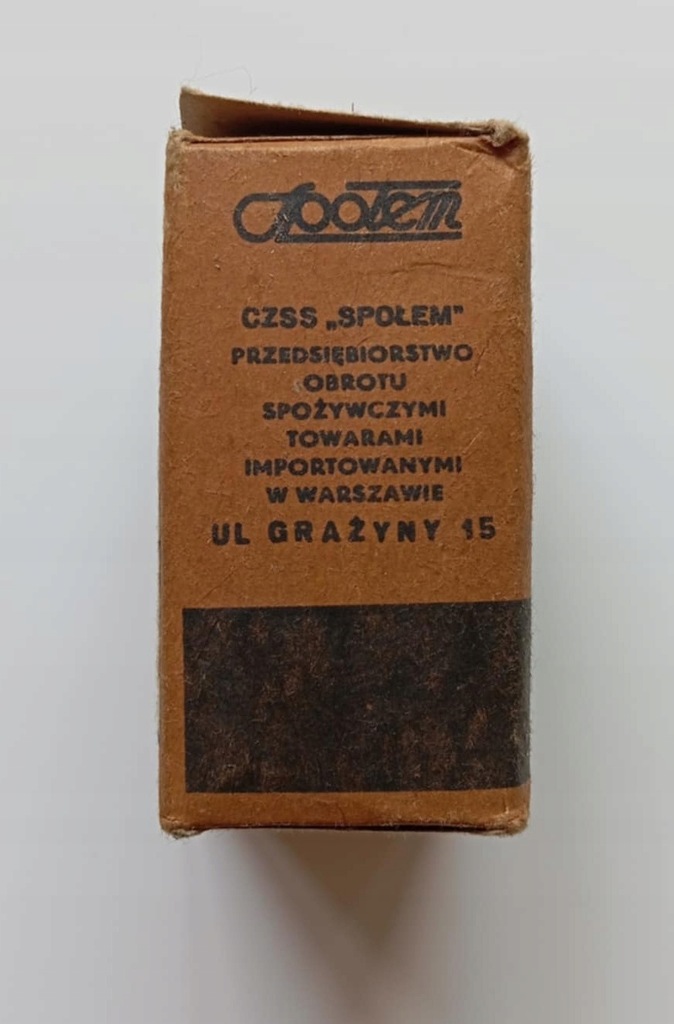 Społem
CZSS „SPOŁEM”
PRZEDSIĘBIORSTWO
OBROTU
SPOŻYWCZYMI
TOWARAMI
IMPORTOWANYMI
W WARSZAWIE
UL GRAŻYNY 15